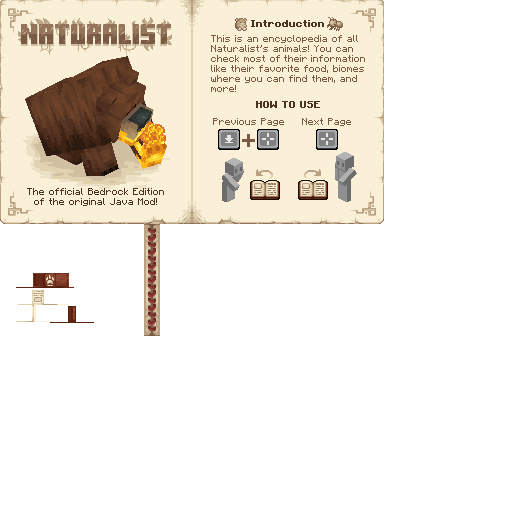 NATURALIST
The official Bedrock Edition
of the original Java Mod!
Introduction
This is an encyclopedia of all
Naturalist's animals! You can
check most of their information
like their favorite food, biomes
where you can find them, and
more!
HOW TO USE
Previous Page
Next Page